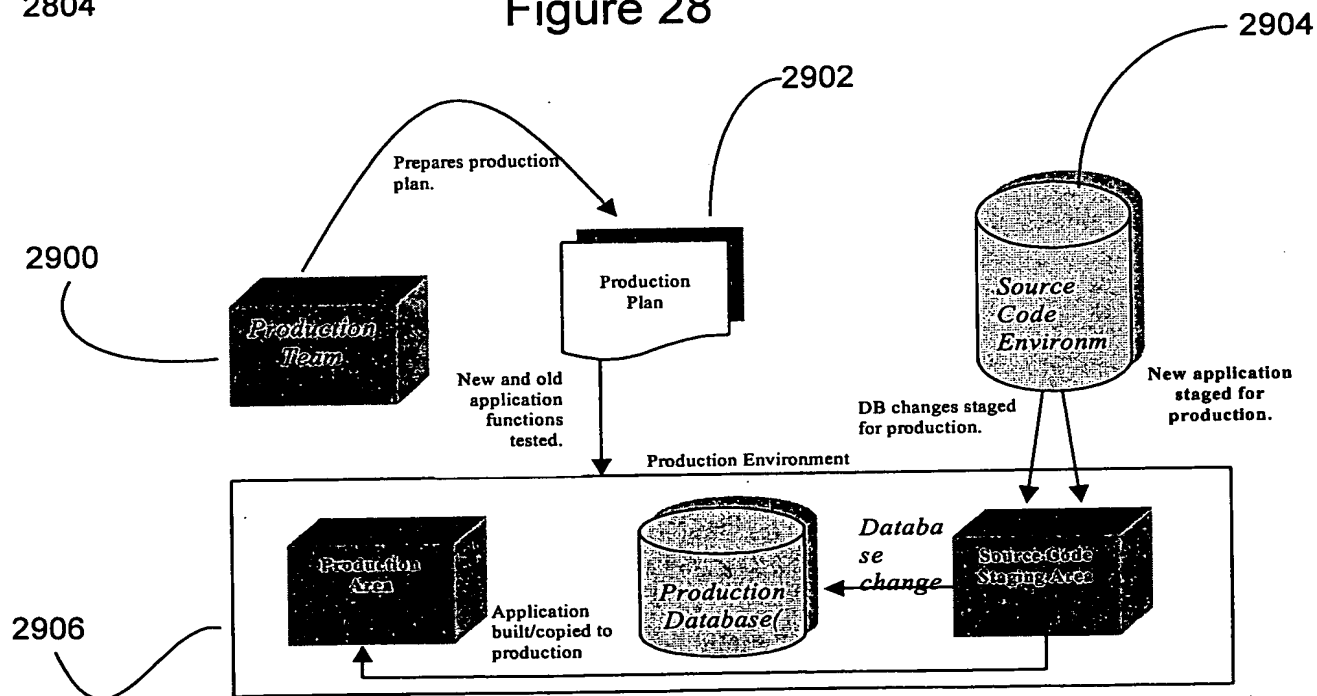 2804
Figure 28
2904
2902
Prepares production
plan.
2900
Production
Team
Production
Plan
Source
Code
Environm
New and old
application
functions
tested.
DB changes staged
for production.
New application
staged for
production.
Production Environment
Production
Area
Production
Database(
Databa
se
change
Source-Code
Staging Area
Application
built/copied to
production
2906